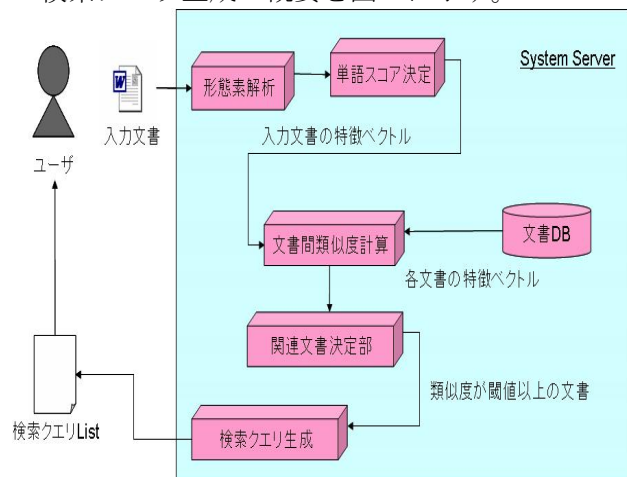 System Server
形態素解析
単語スコア決定
入力文書
入力文書の特徴ベクトル
ユーザ
文書間類似度計算
文書DB
各文書の特徴ベクトル
関連文書決定部
類似度が閾値以上の文書
検索クエリList
検索クエリ生成